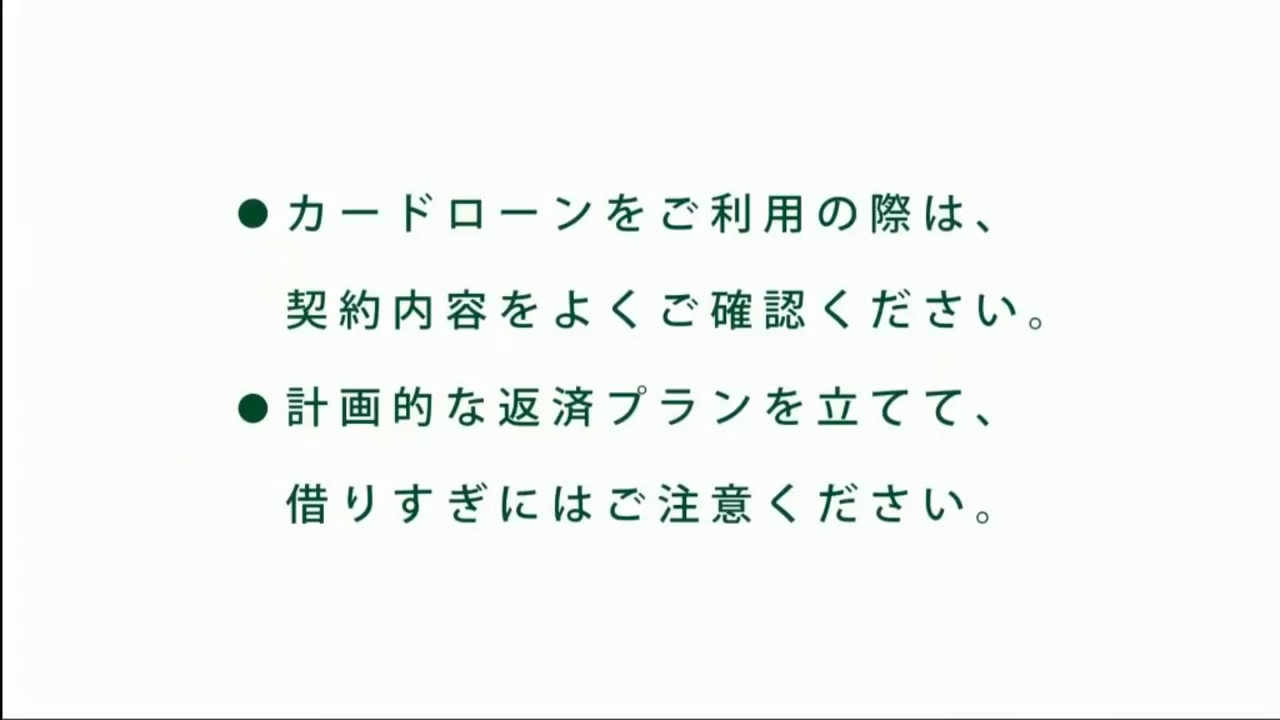 ●カードローンをご利用の際は、
契約内容をよくご確認ください。
●計画的な返済プランを立てて、
借りすぎにはご注意ください。